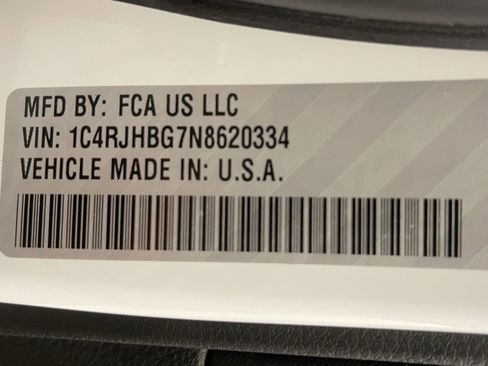 MFD BY: FCA US LLC
VIN: 1C4RJHBG7N8620334
VEHICLE MADE IN: U.S.A.